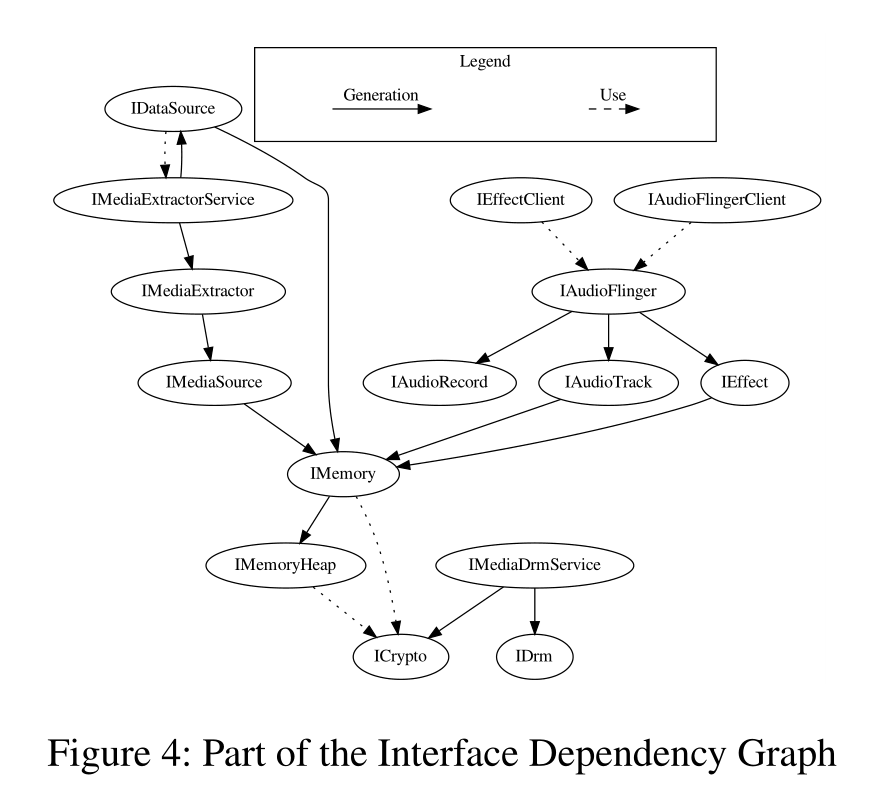 Legend
Generation
Use
IDataSource
IMediaExtractorService
IEffectClient
IAudioFlingerClient
IMediaExtractor
IAudioFlinger
IMediaSource
IAudioRecord
IAudioTrack
IEffect
IMemory
IMemoryHeap
IMediaDrmService
ICrypto
IDrm
Figure 4: Part of the Interface Dependency Graph